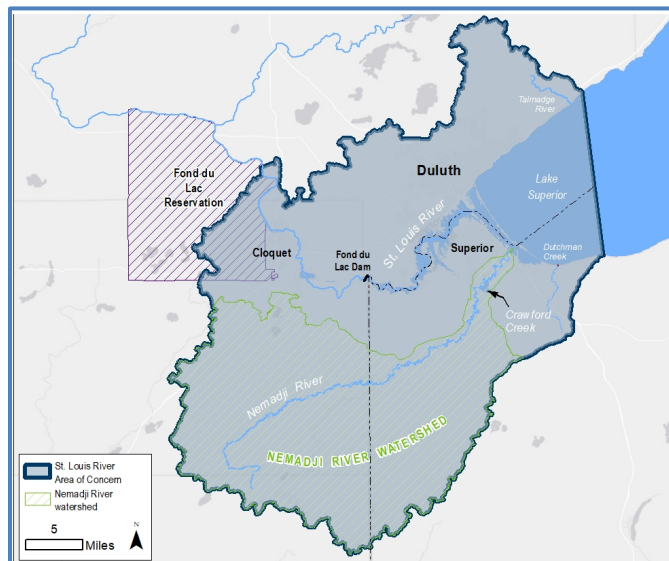 Talmadge
River
Fond du
Lac
Reservation
Duluth
Lake
Superior
St. Louis River
Cloquet
Fond du
Lac Dam
Superior
Dutchman
Creek
Crawford
Creek
Nemadji River
NEMADJI RIVER WATERSHED
St. Louis River
Area of Concern
Nemadji River
watershed
5
Miles
N